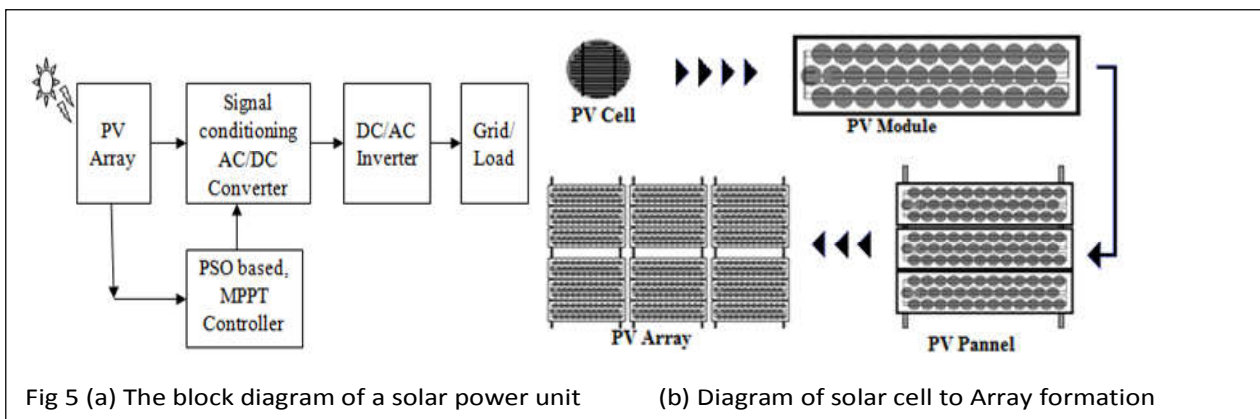 PV
Array
Signal
conditioning
AC/DC
Converter
DC/AC
Inverter
Grid/
Load
PSO based,
MPPT
Controller
PV Cell
PV Module
PV Array
PV Pannel
Fig 5 (a) The block diagram of a solar power unit
(b) Diagram of solar cell to Array formation